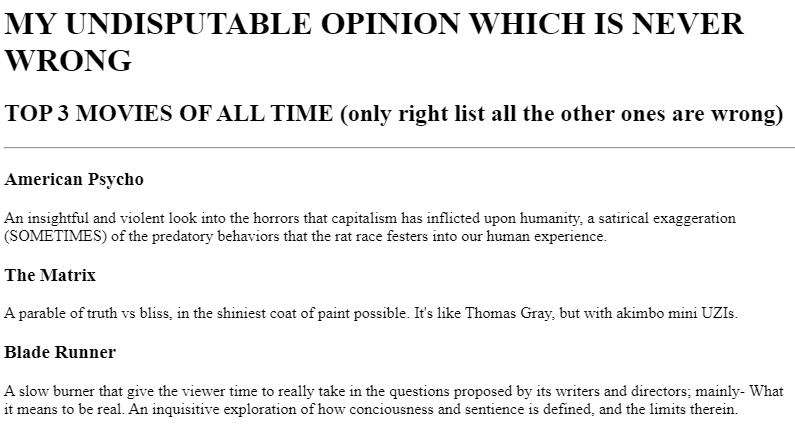 MY UNDISPUTABLE OPINION WHICH IS NEVER
WRONG
TOP 3 MOVIES OF ALL TIME (only right list all the other ones are wrong)
American Psycho
An insightful and violent look into the horrors that capitalism has inflicted upon humanity, a satirical exaggeration
(SOMETIMES) of the predatory behaviors that the rat race festers into our human experience.
The Matrix
A parable of truth vs bliss, in the shiniest coat of paint possible. It's like Thomas Gray, but with akimbo mini UZIs.
Blade Runner
A slow burner that give the viewer time to really take in the questions proposed by its writers and directors; mainly- What
it means to be real. An inquisitive exploration of how conciousness and sentience is defined, and the limits therein.